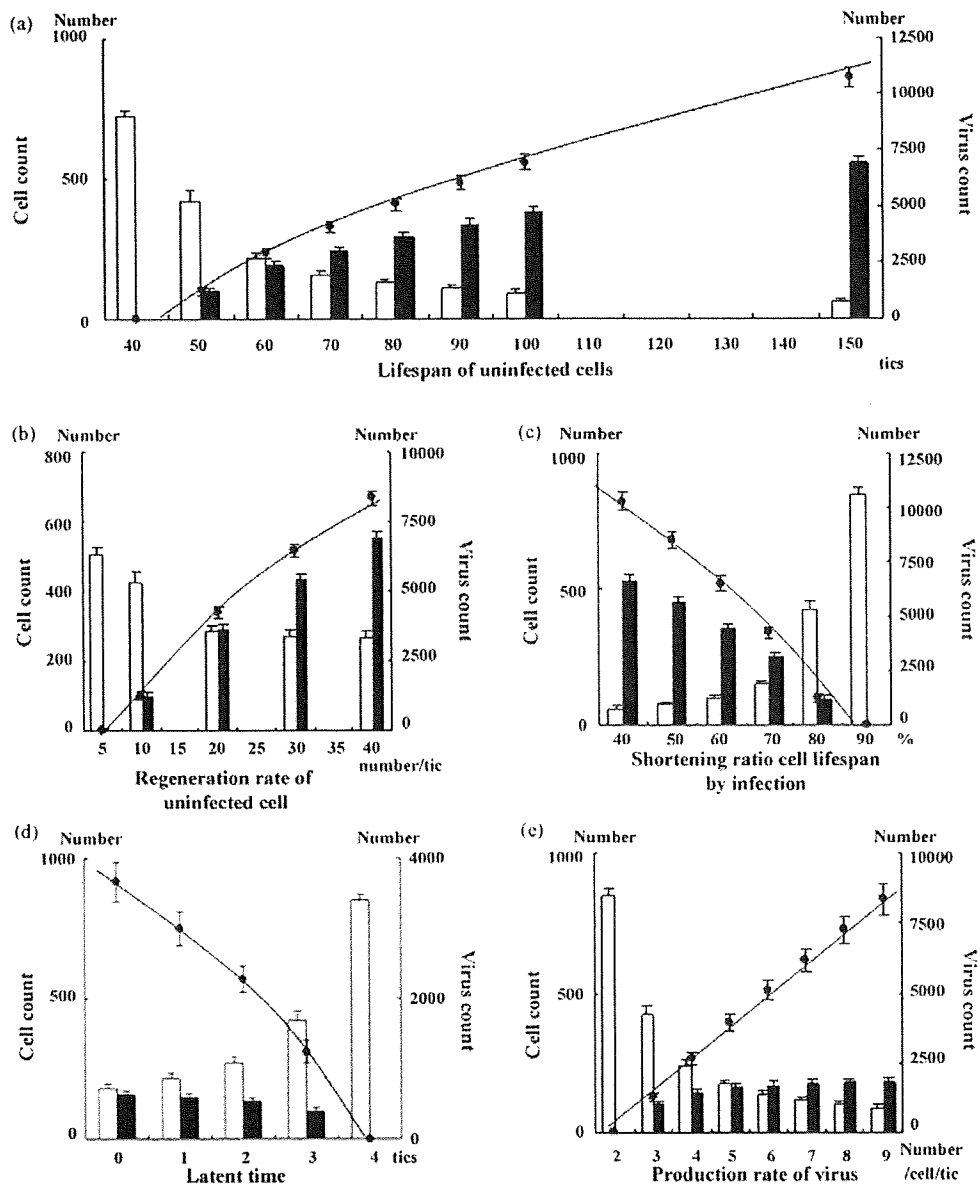 (a)
Number Number
1000 12500
10000
500 7500
5000
2500
0 0
Cell count
Virus count
40 50 60 70 80 90 100 110 120 130 140 150
Lifespan of uninfected cells tics
(b)
Number Number
800 10000
600 7500
400 5000
200 2500
0 0
Cell count
Virus count
5 10 15 20 25 30 35 40
number/tic
Regeneration rate of
uninfected cell
(c)
Number Number
1000 12500
10000
7500
500 5000
2500
0 0
Cell count
Virus count
40 50 60 70 80 90 %
Shortening ratio cell lifespan
by infection
(d)
Number Number
1000 4000
500 2000
0 0
Cell count
Virus count
0 1 2 3 4 tics
Latent time
(e)
Number Number
1000 10000
7500
500 5000
2500
0 0
Cell count
Virus count
2 3 4 5 6 7 8 9 Number
/cell/tic
Production rate of virus